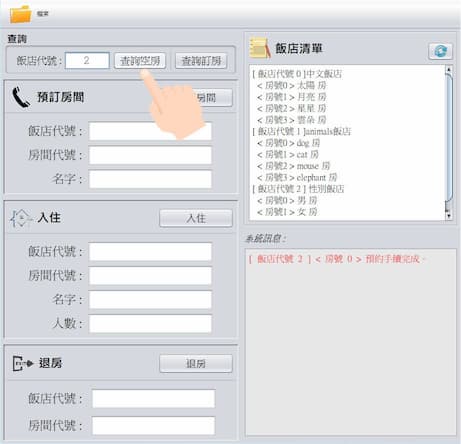 檔案
查詢
飯店代號: 2 查詢空房 查詢訂房
預訂房間 房間
飯店代號:
房間代號:
名字:
入住 入住
飯店代號:
房間代號:
名字:
人數:
EXIT 退房 退房
飯店代號:
房間代號:
飯店清單
[ 飯店代號 0 ]中文飯店
< 房號0 > 太陽 房
< 房號1 > 月亮 房
< 房號2 > 星星 房
< 房號3 > 雲朵 房
[ 飯店代號 1 ]animals飯店
< 房號0 > dog 房
< 房號1 > cat 房
< 房號2 > mouse 房
< 房號3 > elephant 房
[ 飯店代號 2 ] 性別飯店
< 房號0 > 男 房
< 房號1 > 女 房
系統訊息:
[ 飯店代號 2 ] < 房號 0 > 預約手續完成。